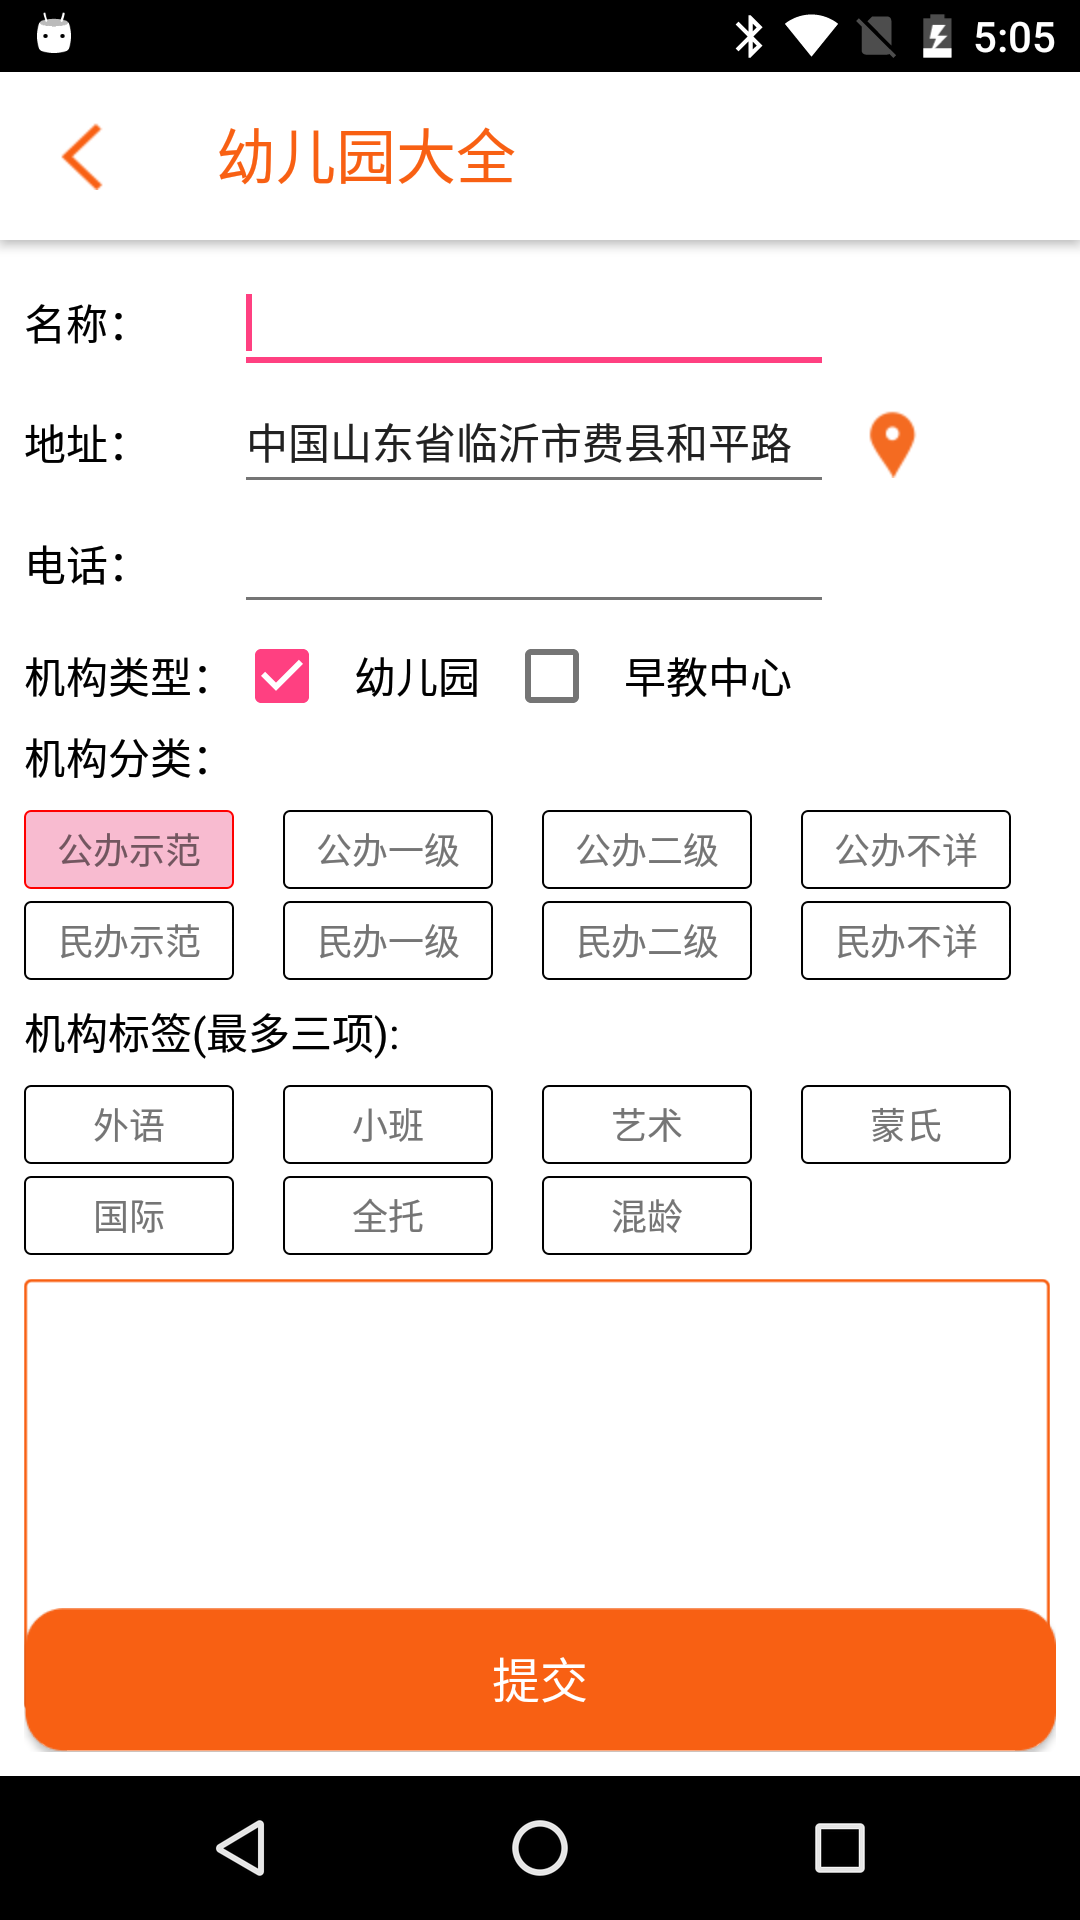 5:05
幼儿园大全
名称：
地址： 中国山东省临沂市费县和平路
电话：
机构类型： 幼儿园 早教中心
机构分类：
公办示范 公办一级 公办二级 公办不详
民办示范 民办一级 民办二级 民办不详
机构标签(最多三项):
外语 小班 艺术 蒙氏
国际 全托 混龄
提交